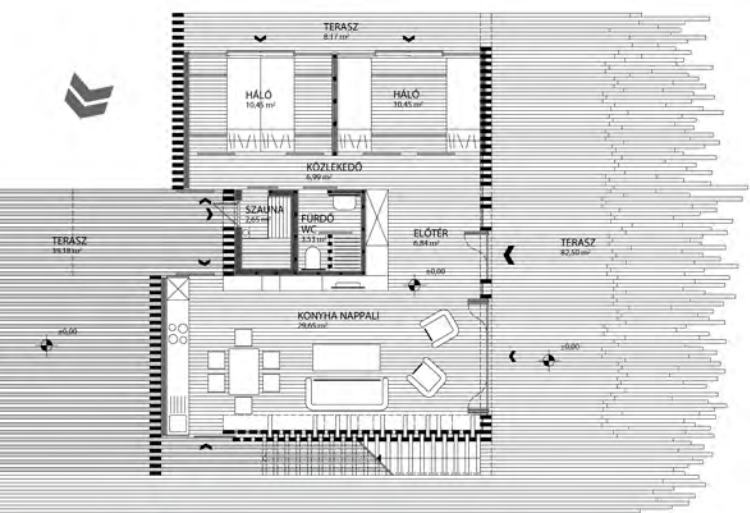 TERASZ
8.17 m²
HÁLÓ
10,45 m²
HÁLÓ
10,45 m²
KÖZLEKEDŐ
6,99 m²
SZAUNA
2,65 m²
FÜRDŐ
WC
3.53 m²
ELŐTÉR
6,84 m²
TERASZ
39,18 m²
TERASZ
82,50 m²
±0,00
KONYHA NAPPALI
29,65 m²
±0,00
±0,00